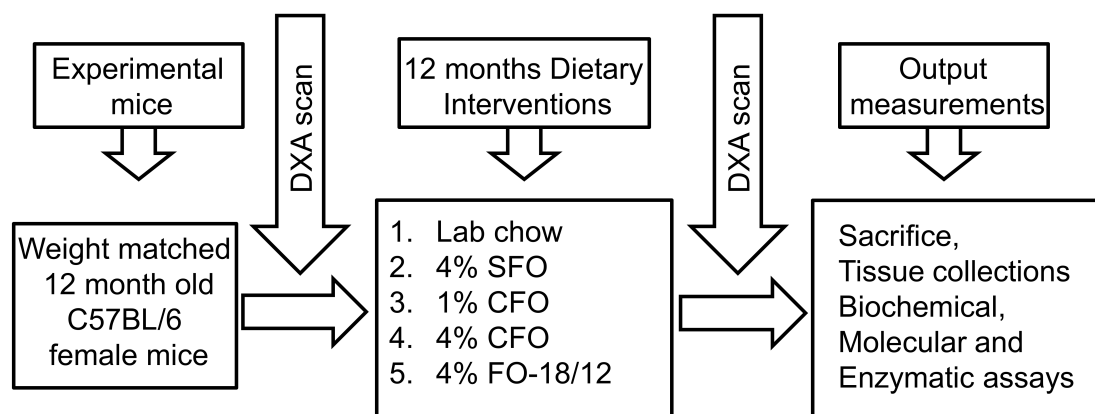 Experimental
mice
DXA scan
12 months Dietary
Interventions
DXA scan
Output
measurements
Weight matched
12 month old
C57BL/6
female mice
1. Lab chow
2. 4% SFO
3. 1% CFO
4. 4% CFO
5. 4% FO-18/12
Sacrifice,
Tissue collections
Biochemical,
Molecular and
Enzymatic assays